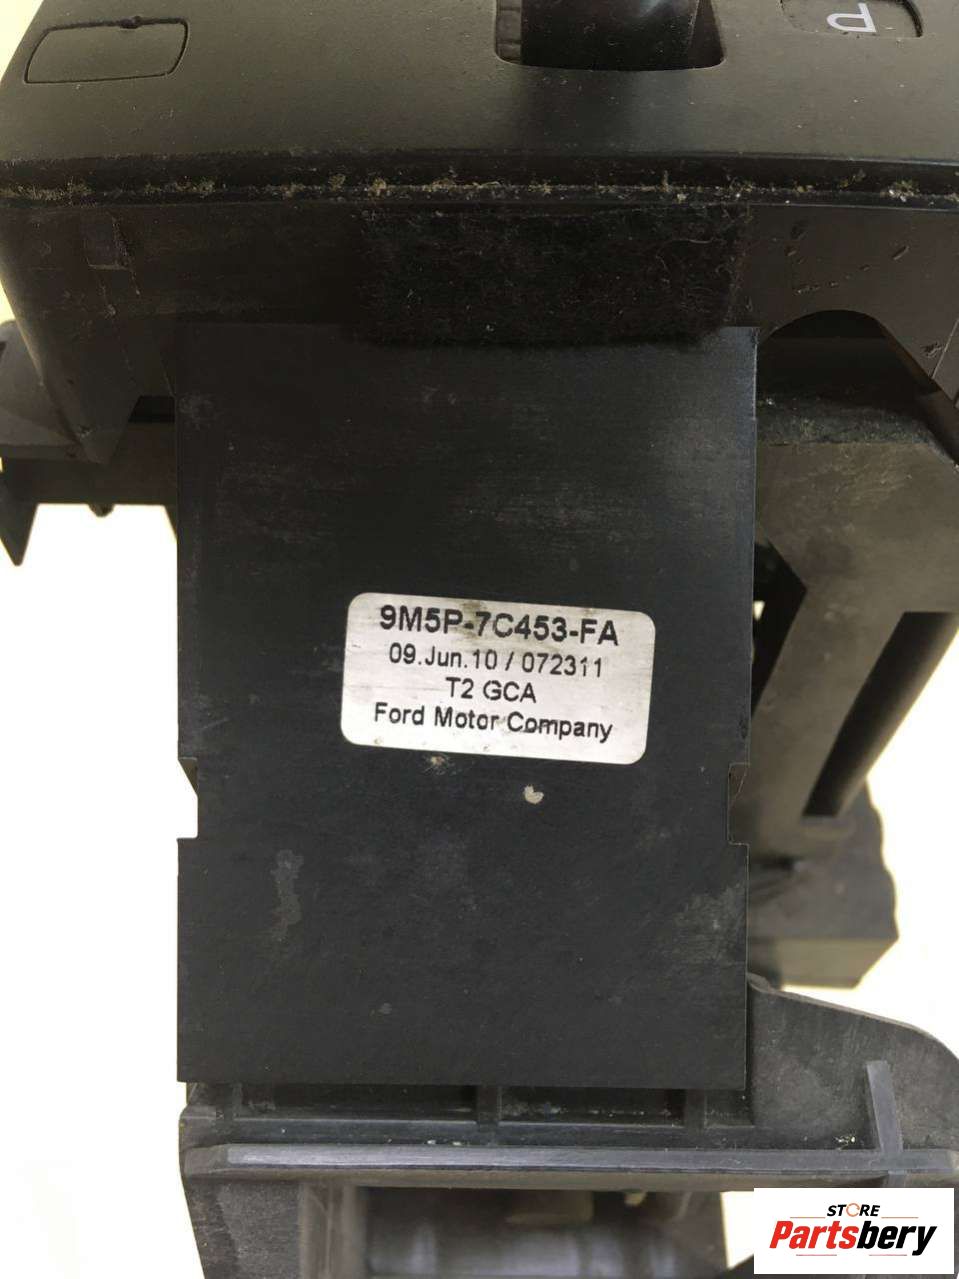 P
9M5P-7C453-FA
09.Jun.10 / 072311
T2 GCA
Ford Motor Company
STORE
Partsbery